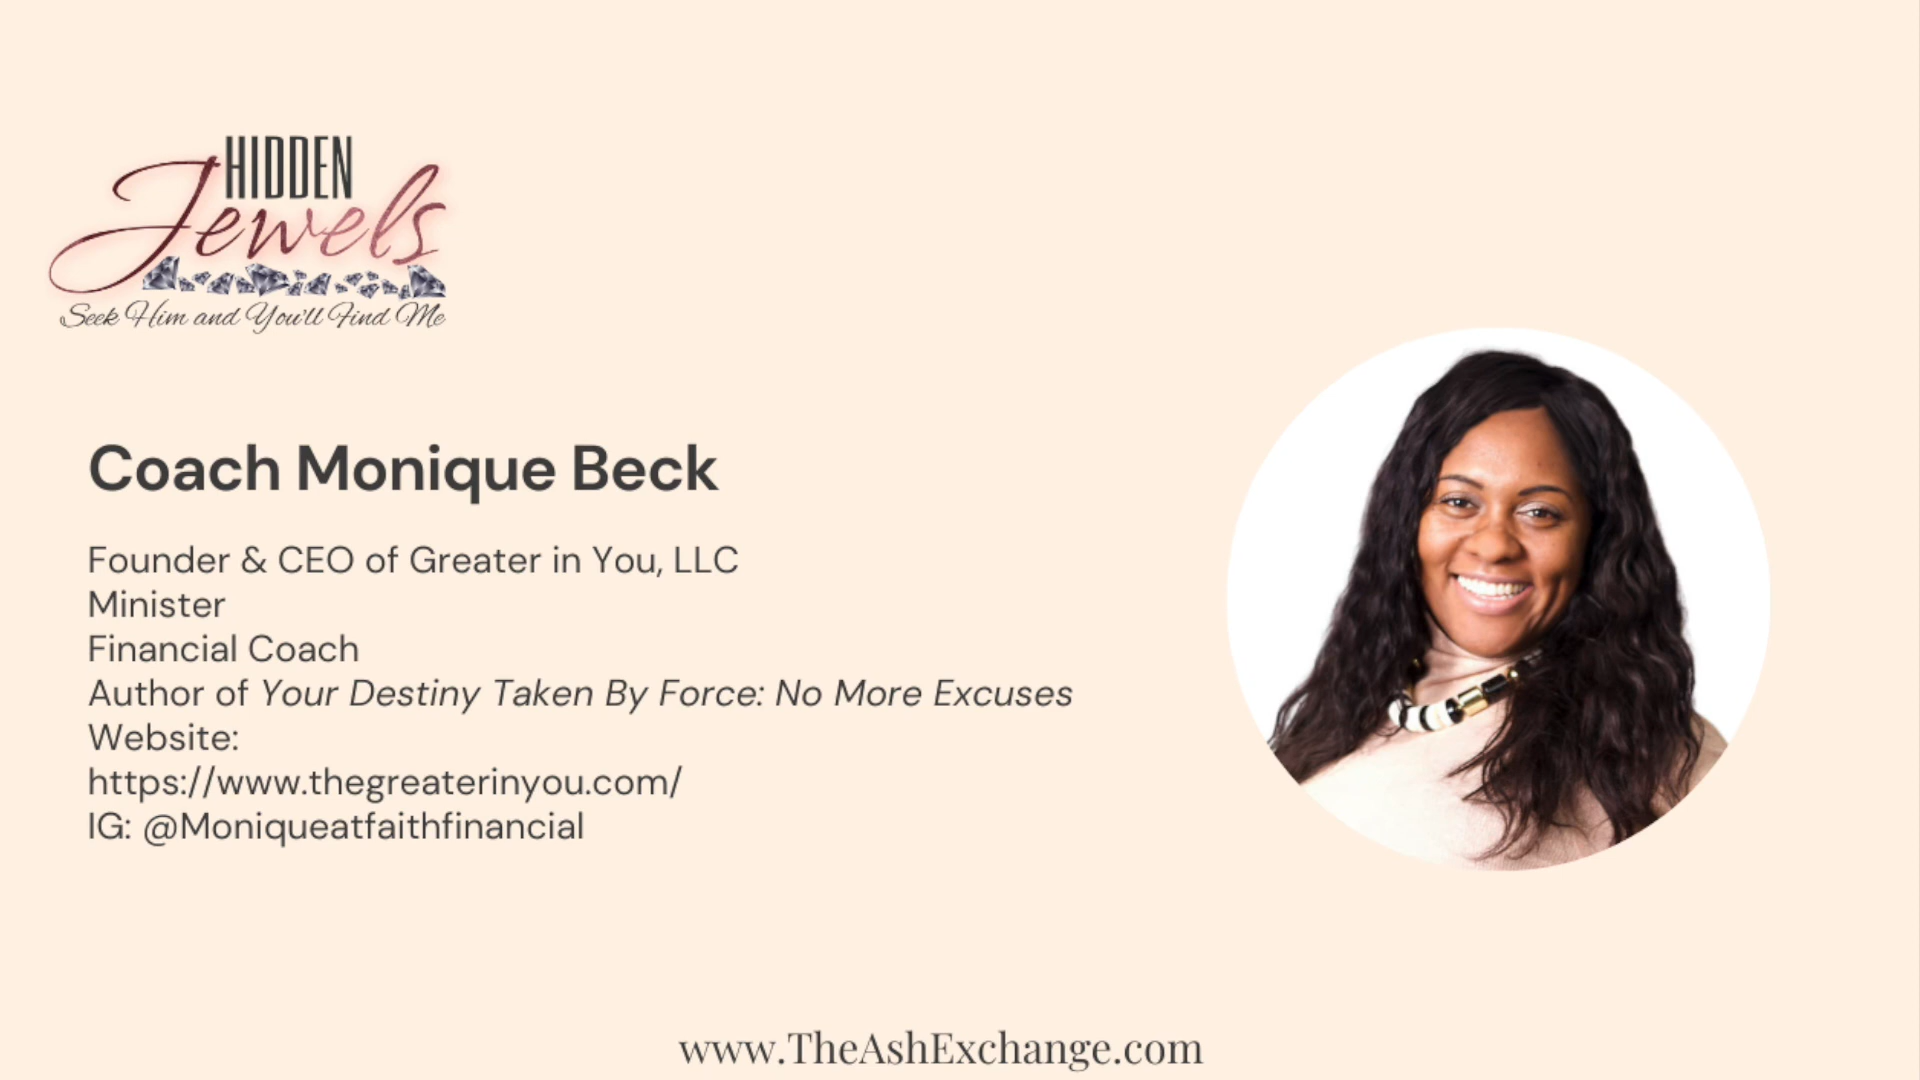 HIDDEN
Jewels
Seek Him and You'll Find Me
Coach Monique Beck
Founder & CEO of Greater in You, LLC
Minister
Financial Coach
Author of Your Destiny Taken By Force: No More Excuses
Website:
https://www.thegreaterinyou.com/
IG: @Moniqueatfaithfinancial
www.TheAshExchange.com